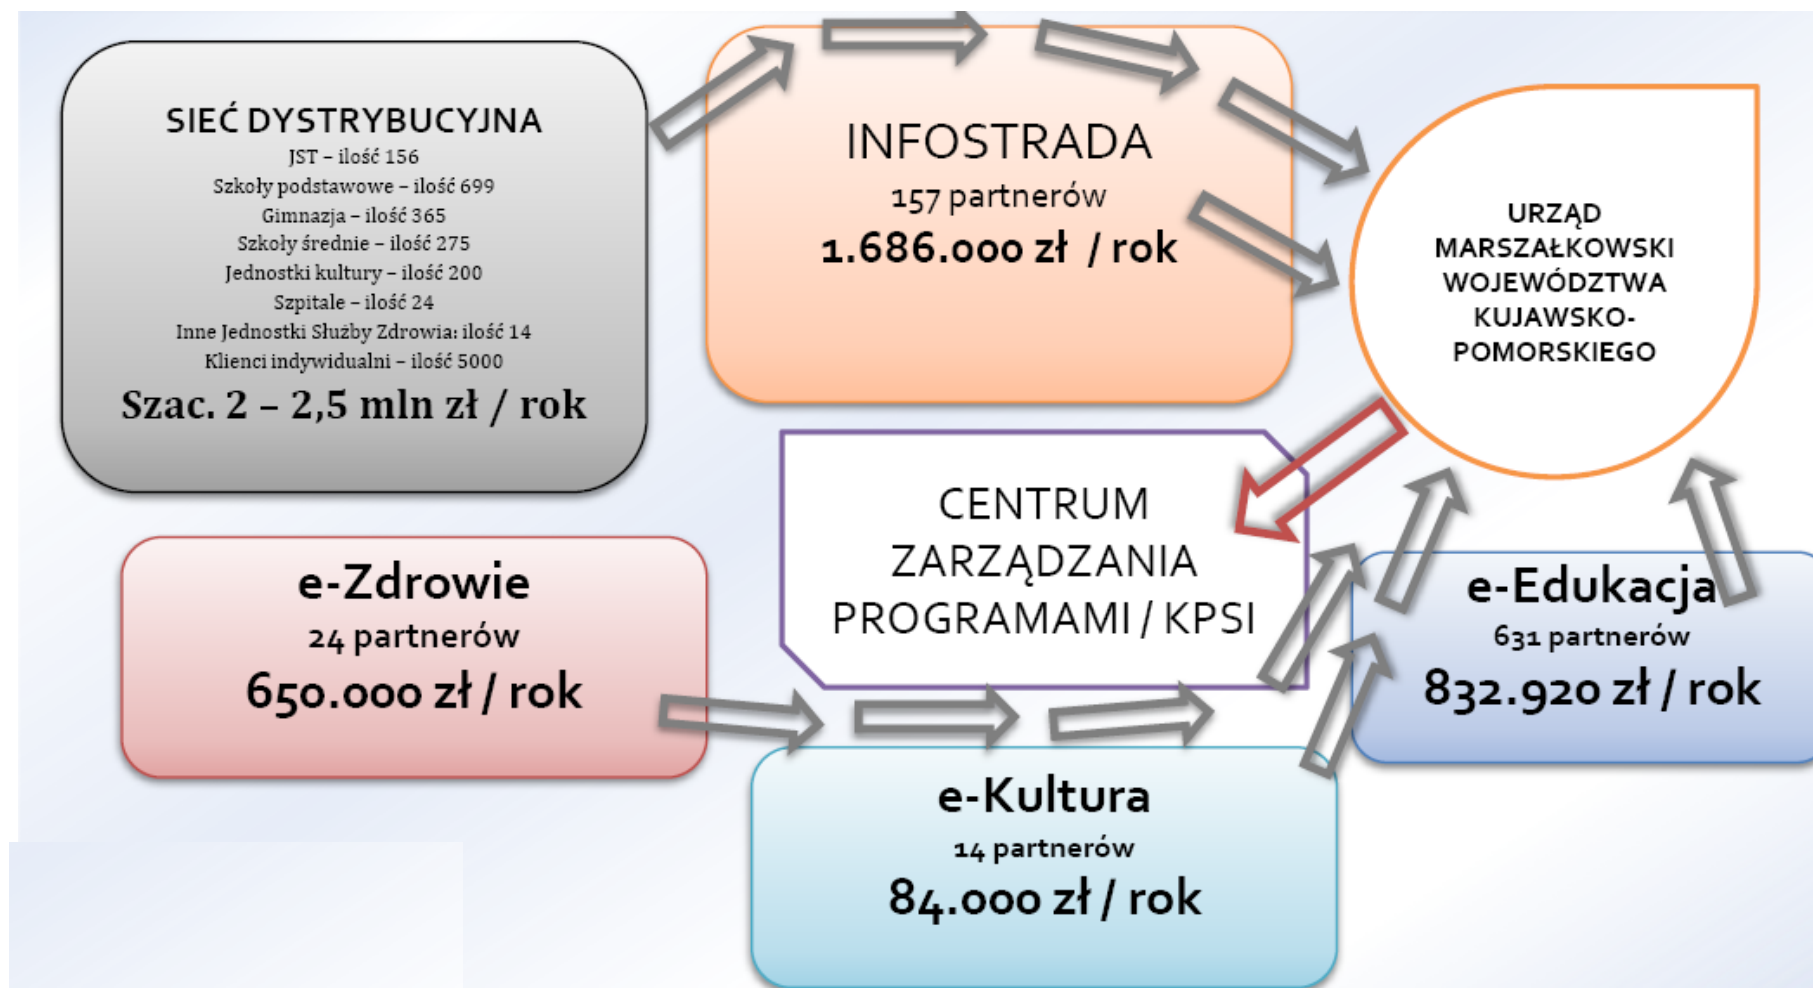 SIEĆ DYSTRYBUCYJNA
JST – ilość 156
Szkoły podstawowe – ilość 699
Gimnazja – ilość 365
Szkoły średnie – ilość 275
Jednostki kultury – ilość 200
Szpitale – ilość 24
Inne Jednostki Służby Zdrowia: ilość 14
Klienci indywidualni – ilość 5000
Szac. 2 – 2,5 mln zł / rok
INFOSTRADA
157 partnerów
1.686.000 zł / rok
URZĄD
MARSZAŁKOWSKI
WOJEWÓDZTWA
KUJAWSKO-
POMORSKIEGO
CENTRUM
ZARZĄDZANIA
PROGRAMAMI / KPSI
e-Zdrowie
24 partnerów
650.000 zł / rok
e-Edukacja
631 partnerów
832.920 zł / rok
e-Kultura
14 partnerów
84.000 zł / rok